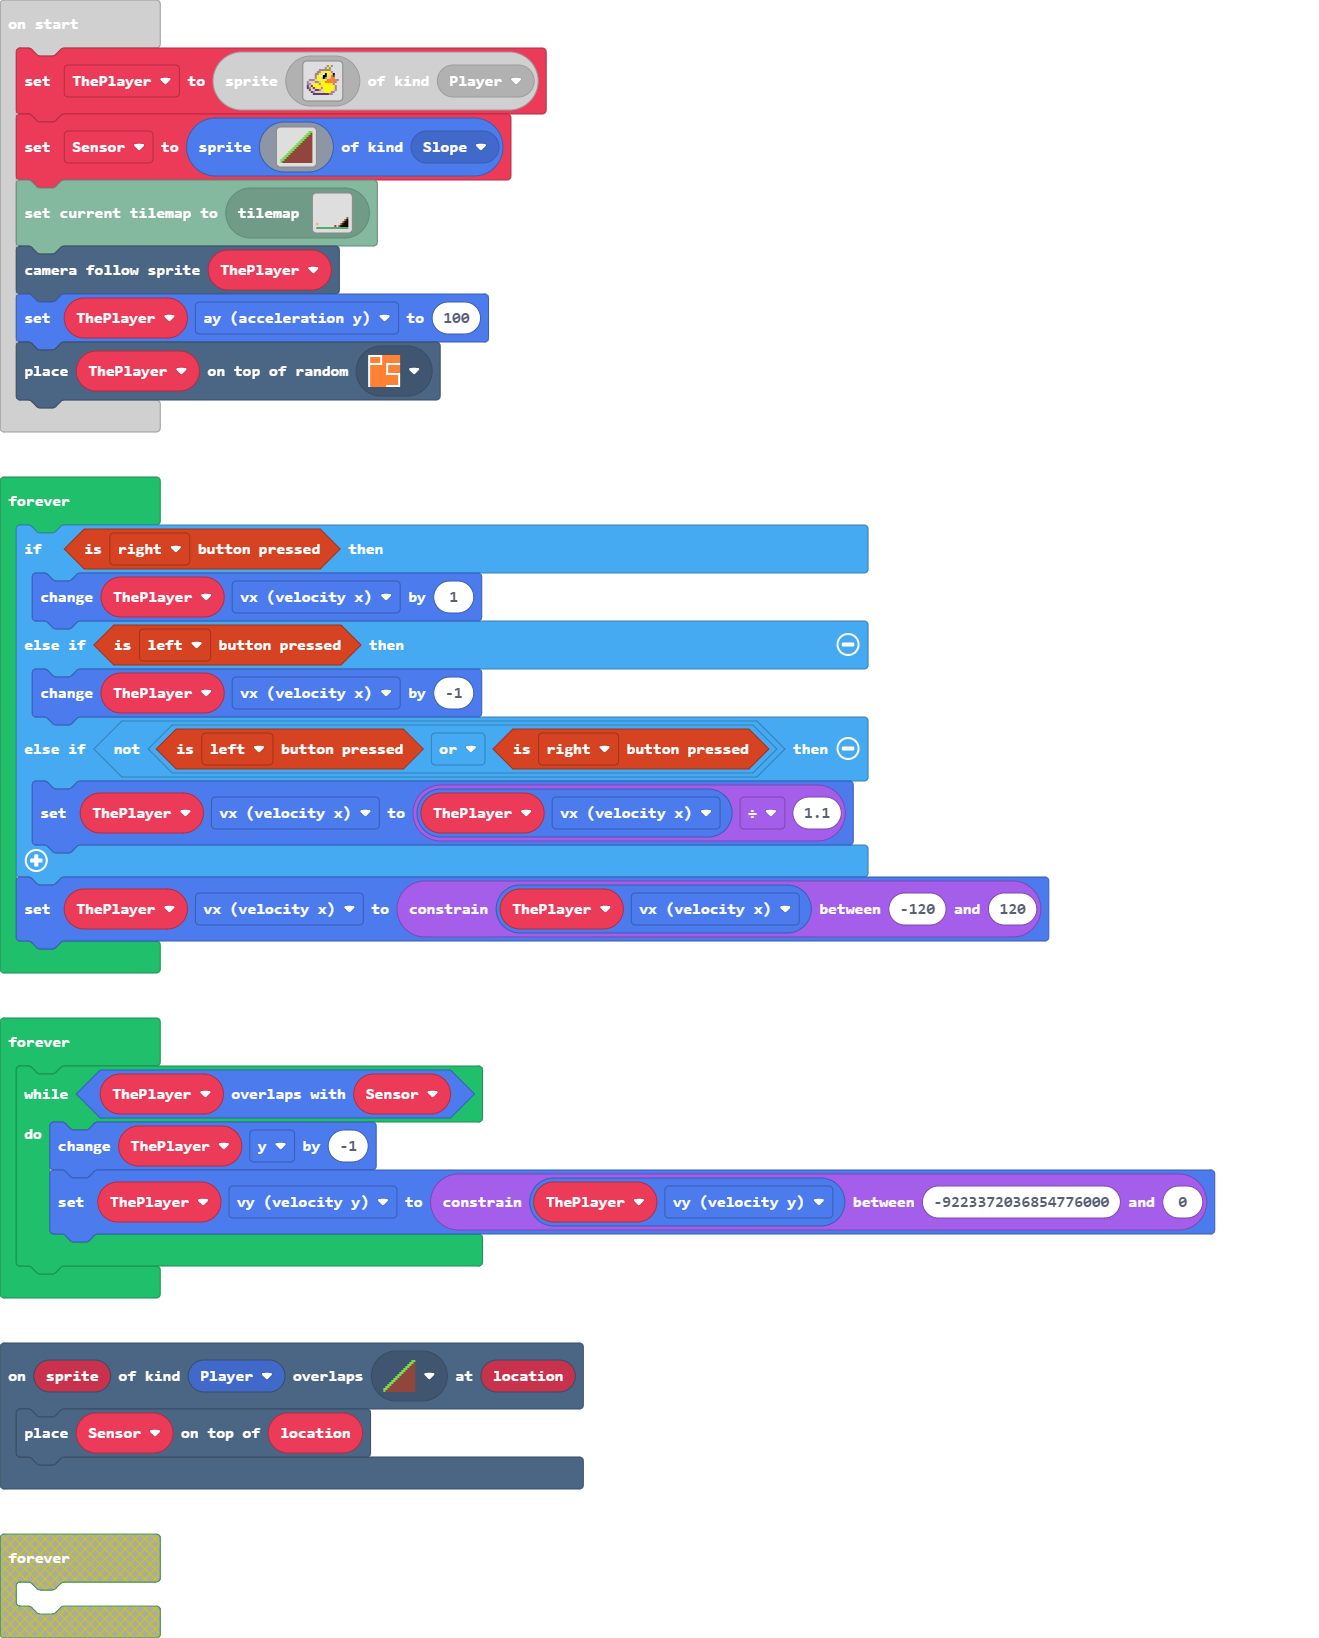 on start
set ThePlayer to sprite of kind Player
set Sensor to sprite of kind Slope
set current tilemap to tilemap
camera follow sprite ThePlayer
set ThePlayer ay (acceleration y) to 100
place ThePlayer on top of random
forever
if is right button pressed then
change ThePlayer vx (velocity x) by 1
else if is left button pressed then
change ThePlayer vx (velocity x) by -1
else if not is left button pressed or is right button pressed then
set ThePlayer vx (velocity x) to ThePlayer vx (velocity x) ÷ 1.1
set ThePlayer vx (velocity x) to constrain ThePlayer vx (velocity x) between -120 and 120
forever
while ThePlayer overlaps with Sensor
do change ThePlayer y by -1
set ThePlayer vy (velocity y) to constrain ThePlayer vy (velocity y) between -9223372036854776000 and 0
on sprite of kind Player overlaps at location
place Sensor on top of location
forever